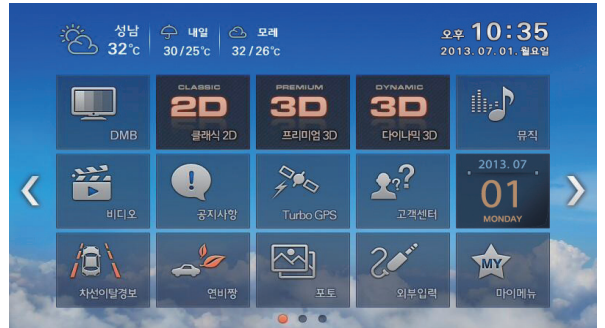 성남
32°c
내일
30/25°c
모레
32/26°c
오후 10:35
2013.07.01.월요일
DMB
CLASSIC
2D
클래식 2D
PREMIUM
3D
프리미엄 3D
DYNAMIC
3D
다이나믹 3D
뮤직
비디오
공지사항
Turbo GPS
고객센터
2013.07
01
MONDAY
차선이탈경보
연비짱
포토
외부입력
MY
마이메뉴